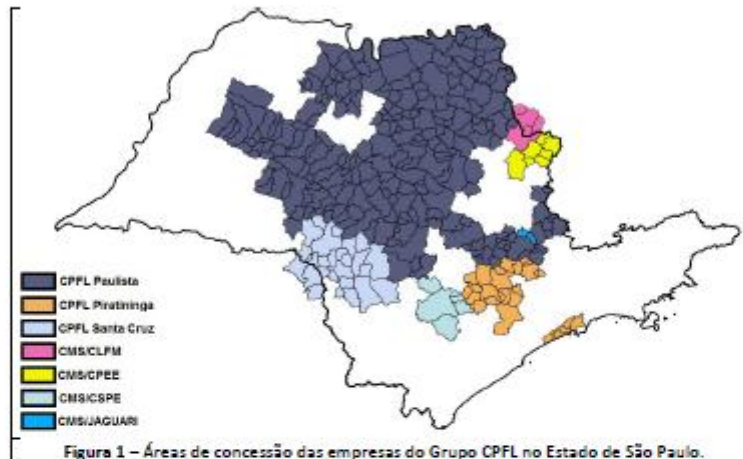 CPFL Paulista
CPFL Piratininga
CPFL Santa Cruz
CMS/CLFM
CMS/CPEE
CMS/CSPE
CMS/JAGUARI
Figura 1 – Áreas de concessão das empresas do Grupo CPFL no Estado de São Paulo.